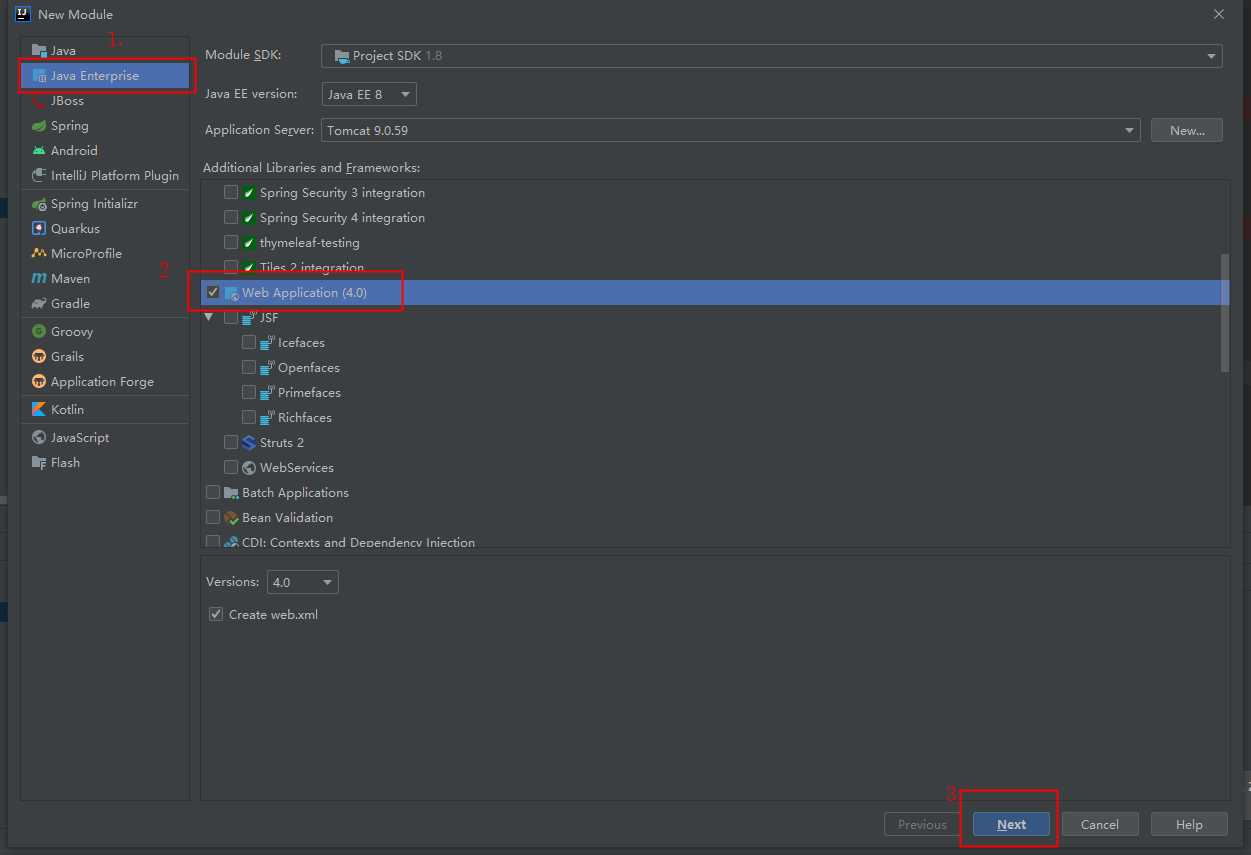 New Module
1.
Java
Java Enterprise
JBoss
Spring
Android
IntelliJ Platform Plugin
Spring Initializr
Quarkus
MicroProfile
Maven
Gradle
Groovy
Grails
Application Forge
Kotlin
JavaScript
Flash
Module SDK: Project SDK 1.8
Java EE version: Java EE 8
Application Server: Tomcat 9.0.59 New...
Additional Libraries and Frameworks:
Spring Security 3 integration
Spring Security 4 integration
thymeleaf-testing
Tiles 2 integration
2
Web Application (4.0)
JSF
Icefaces
Openfaces
Primefaces
Richfaces
Struts 2
WebServices
Batch Applications
Bean Validation
CDI: Contexts and Dependency Injection
Versions: 4.0
Create web.xml
3
Previous Next Cancel Help